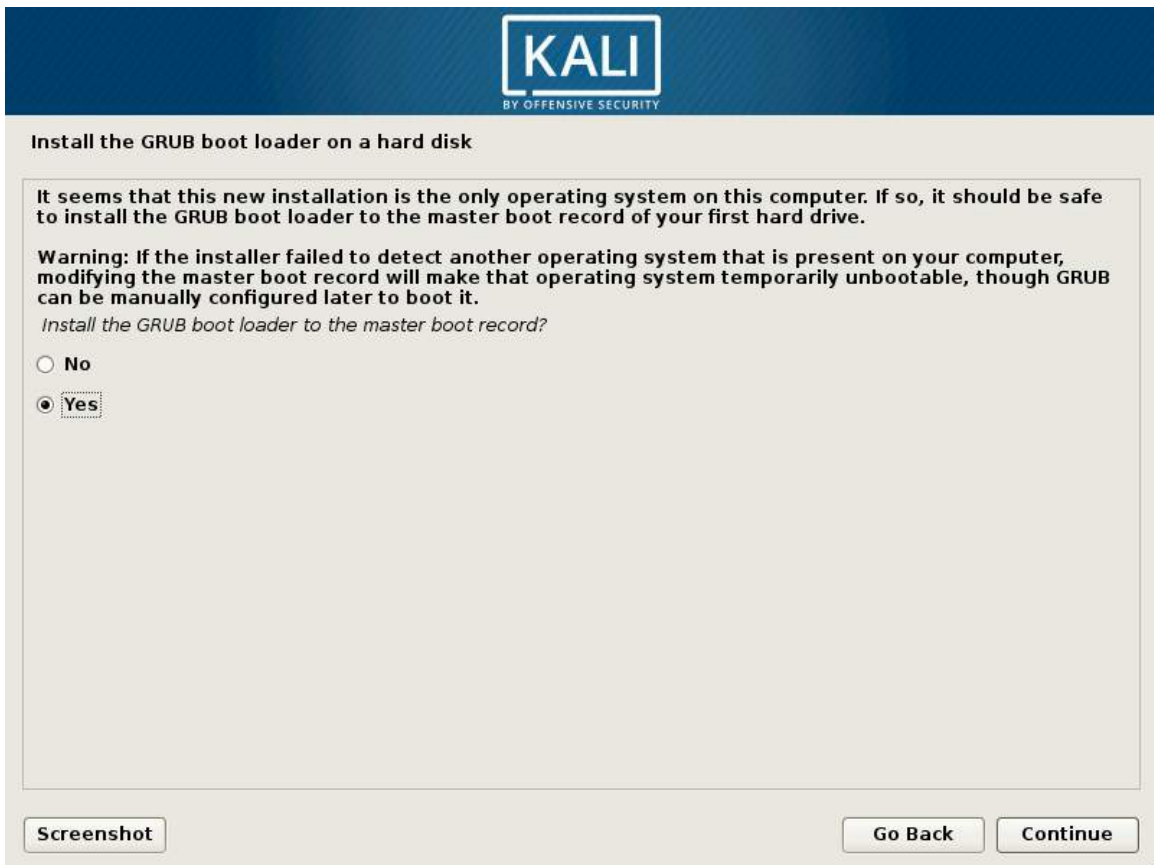 KALI
BY OFFENSIVE SECURITY
Install the GRUB boot loader on a hard disk
It seems that this new installation is the only operating system on this computer. If so, it should be safe
to install the GRUB boot loader to the master boot record of your first hard drive.
Warning: If the installer failed to detect another operating system that is present on your computer,
modifying the master boot record will make that operating system temporarily unbootable, though GRUB
can be manually configured later to boot it.
Install the GRUB boot loader to the master boot record?
No
Yes
Screenshot
Go Back
Continue